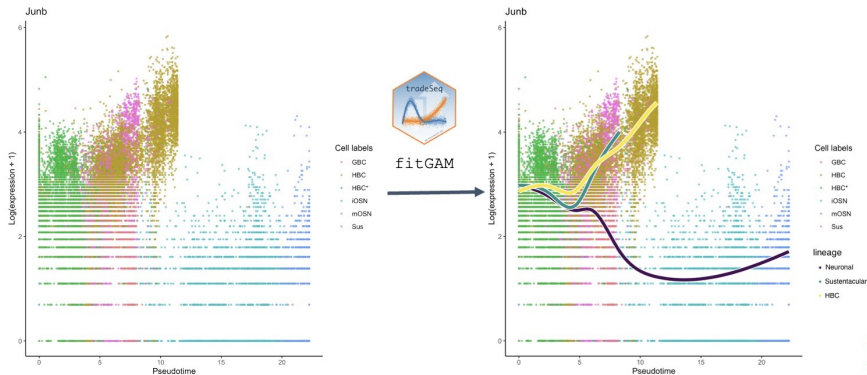 Junb
Log(expression + 1)
6
4
2
0
0
5
10
15
20
Pseudotime
Cell labels
GBC
HBC
HBC*
iOSN
mOSN
Sus
tradeSeq
fitGAM
Junb
Log(expression + 1)
6
4
2
0
0
5
10
15
20
Pseudotime
Cell labels
GBC
HBC
HBC*
iOSN
mOSN
Sus
lineage
Neuronal
Sustentacular
HBC